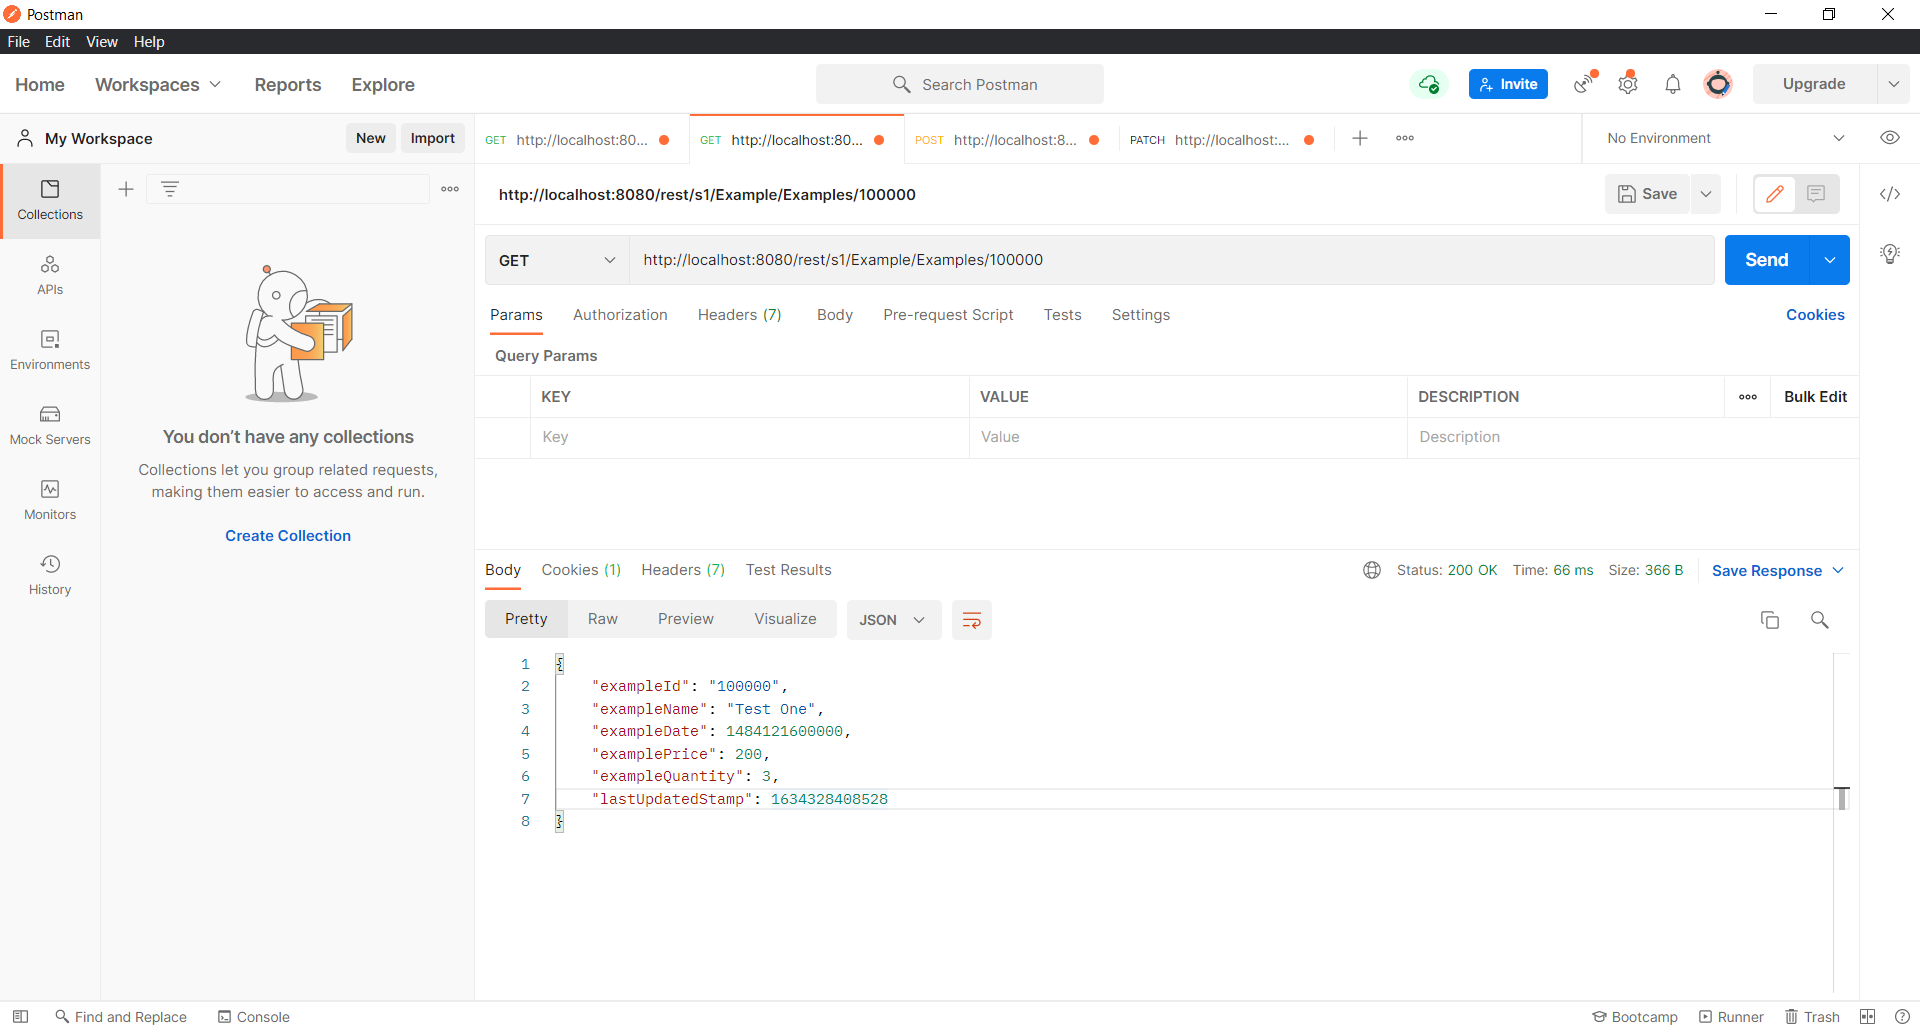 Postman
File Edit View Help
Home Workspaces Reports Explore Search Postman Invite Upgrade
My Workspace New Import
GET http://localhost:80... GET http://localhost:80... POST http://localhost:8... PATCH http://localhost:... No Environment
Collections
APIs
Environments
Mock Servers
Monitors
History
You don’t have any collections
Collections let you group related requests,
making them easier to access and run.
Create Collection
http://localhost:8080/rest/s1/Example/Examples/100000 Save
GET http://localhost:8080/rest/s1/Example/Examples/100000 Send
Params Authorization Headers (7) Body Pre-request Script Tests Settings Cookies
Query Params
KEY VALUE DESCRIPTION Bulk Edit
Key Value Description
Body Cookies (1) Headers (7) Test Results Status: 200 OK Time: 66 ms Size: 366 B Save Response
Pretty Raw Preview Visualize JSON
1 {
2 "exampleId": "100000",
3 "exampleName": "Test One",
4 "exampleDate": 1484121600000,
5 "examplePrice": 200,
6 "exampleQuantity": 3,
7 "lastUpdatedStamp": 1634328408528
8 }
Find and Replace Console Bootcamp Runner Trash